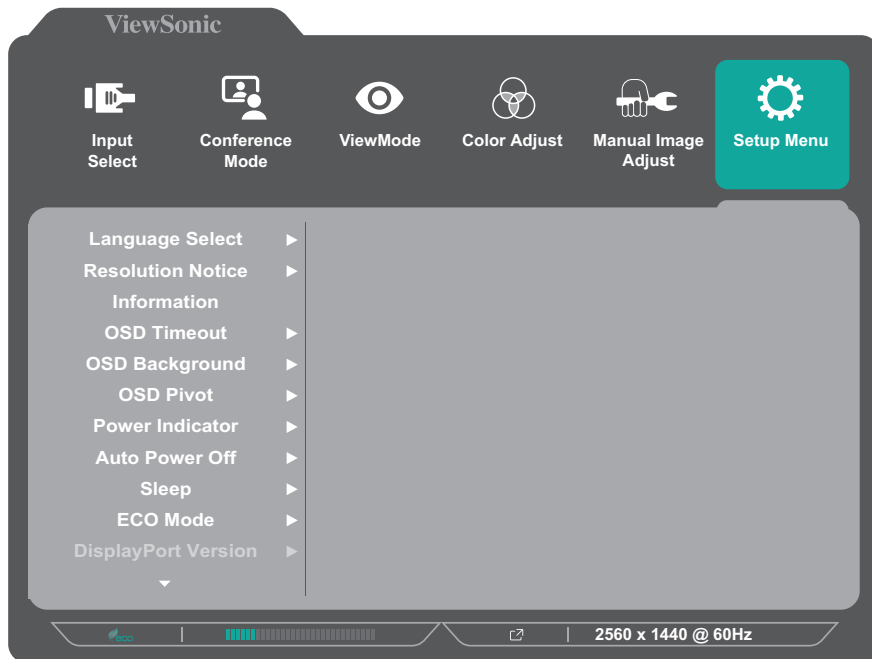 ViewSonic
Input
Select
Conference
Mode
ViewMode
Color Adjust
Manual Image
Adjust
Setup Menu
Language Select
Resolution Notice
Information
OSD Timeout
OSD Background
OSD Pivot
Power Indicator
Auto Power Off
Sleep
ECO Mode
DisplayPort Version
eco
2560 x 1440 @ 60Hz